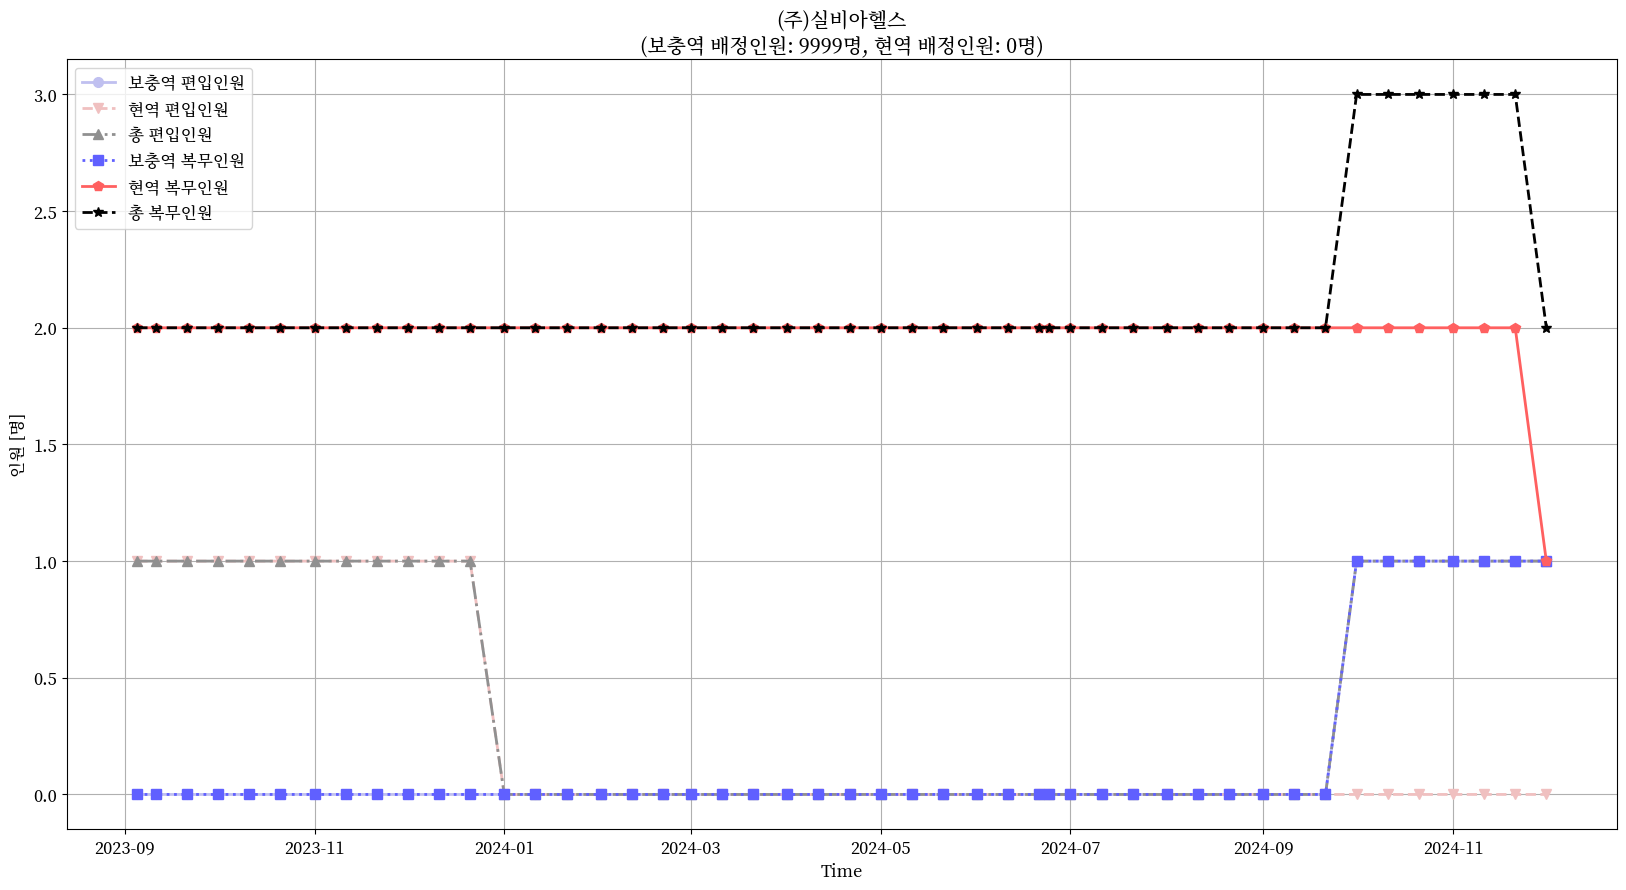 (주)실비아헬스
(보충역 배정인원: 9999명, 현역 배정인원: 0명)
보충역 편입인원
현역 편입인원
총 편입인원
보충역 복무인원
현역 복무인원
총 복무인원
3.0
2.5
2.0
1.5
1.0
0.5
0.0
인원 [명]
2023-09
2023-11
2024-01
2024-03
2024-05
2024-07
2024-09
2024-11
Time